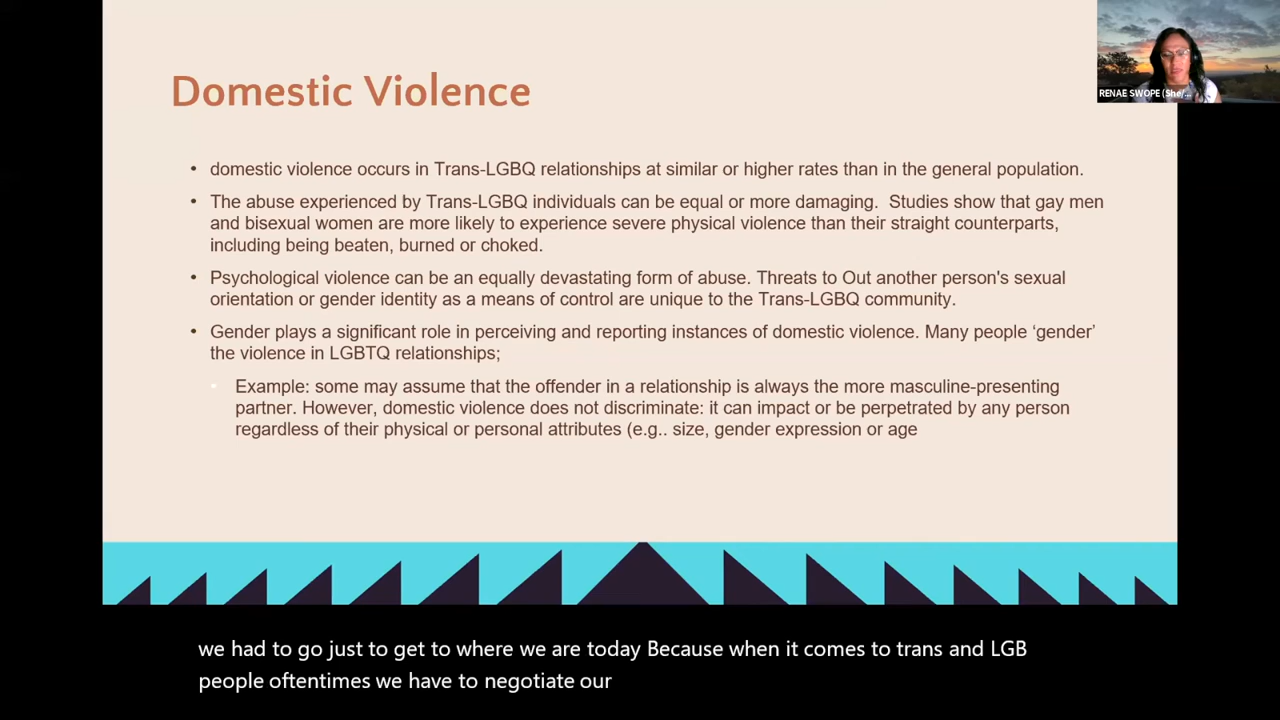 Domestic Violence
RENAE SWOPE (She/...
• domestic violence occurs in Trans-LGBQ relationships at similar or higher rates than in the general population.
• The abuse experienced by Trans-LGBQ individuals can be equal or more damaging.  Studies show that gay men
and bisexual women are more likely to experience severe physical violence than their straight counterparts,
including being beaten, burned or choked.
• Psychological violence can be an equally devastating form of abuse. Threats to Out another person's sexual
orientation or gender identity as a means of control are unique to the Trans-LGBQ community.
• Gender plays a significant role in perceiving and reporting instances of domestic violence. Many people ‘gender’
the violence in LGBTQ relationships;
Example: some may assume that the offender in a relationship is always the more masculine-presenting
partner. However, domestic violence does not discriminate: it can impact or be perpetrated by any person
regardless of their physical or personal attributes (e.g.. size, gender expression or age
we had to go just to get to where we are today Because when it comes to trans and LGB
people oftentimes we have to negotiate our